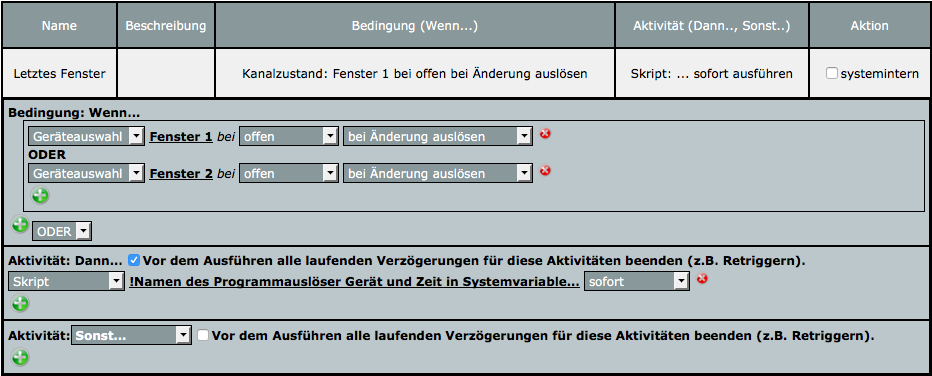 Name Beschreibung Bedingung (Wenn...) Aktivität (Dann.., Sonst..) Aktion
Letztes Fenster Kanalzustand: Fenster 1 bei offen bei Änderung auslösen Skript: ... sofort ausführen systemintern
Bedingung: Wenn...
Geräteauswahl Fenster 1 bei offen bei Änderung auslösen
ODER
Geräteauswahl Fenster 2 bei offen bei Änderung auslösen
ODER
Aktivität: Dann... Vor dem Ausführen alle laufenden Verzögerungen für diese Aktivitäten beenden (z.B. Retriggern).
Skript !Namen des Programmauslöser Gerät und Zeit in Systemvariable... sofort
Aktivität: Sonst... Vor dem Ausführen alle laufenden Verzögerungen für diese Aktivitäten beenden (z.B. Retriggern).